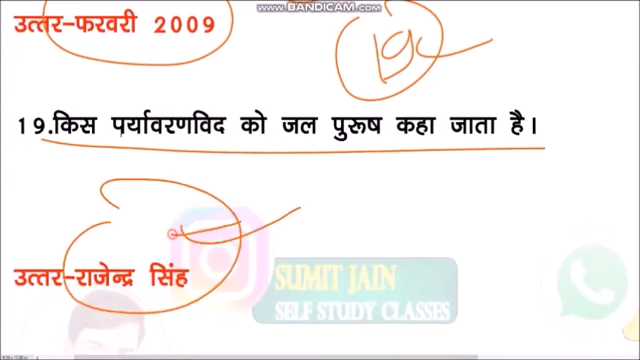 www.BANDICAM.com
उत्तर-फरवरी 2009
19
19.किस पर्यावरणविद को जल पुरूष कहा जाता है।
उत्तर-राजेन्द्र सिंह
SUMIT JAIN
SELF STUDY CLASSES